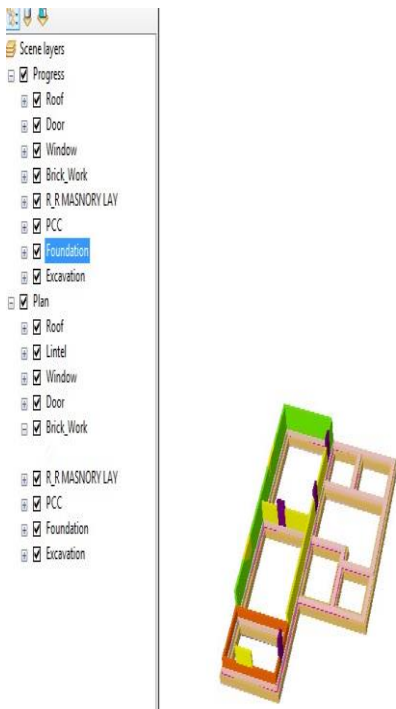 Scene layers
Progress
Roof
Door
Window
Brick_Work
R_R MASNORY LAY
PCC
Foundation
Excavation
Plan
Roof
Lintel
Window
Door
Brick_Work
R_R MASNORY LAY
PCC
Foundation
Excavation